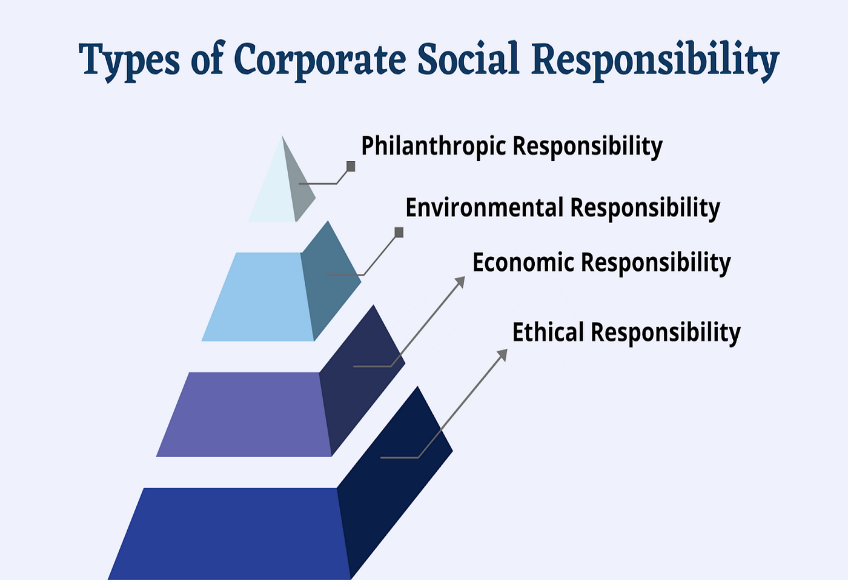 Types of Corporate Social Responsibility
Philanthropic Responsibility
Environmental Responsibility
Economic Responsibility
Ethical Responsibility